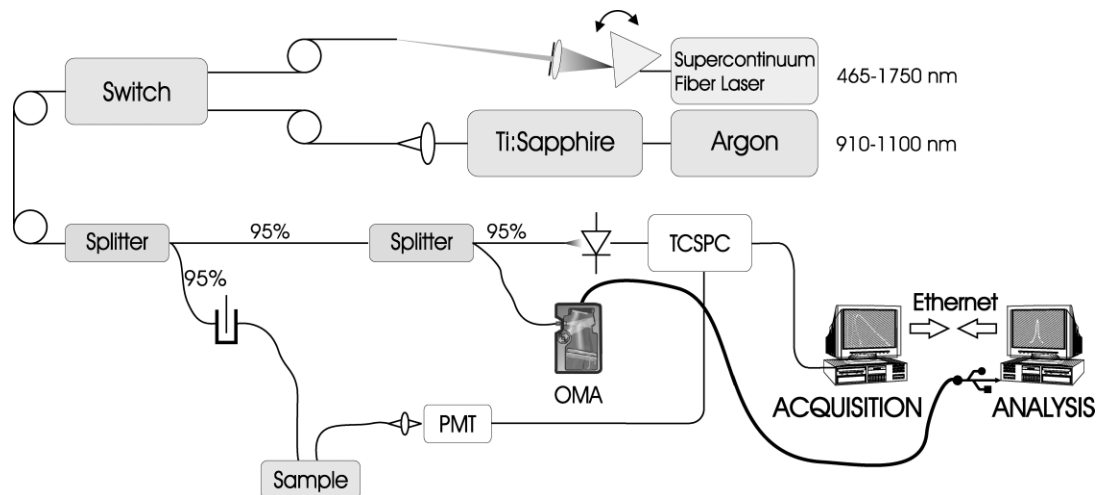 Switch
Supercontinuum
Fiber Laser
465-1750 nm
Ti:Sapphire
Argon
910-1100 nm
Splitter
95%
Splitter
95%
TCSPC
95%
Ethernet
OMA
ACQUISITION
ANALYSIS
PMT
Sample